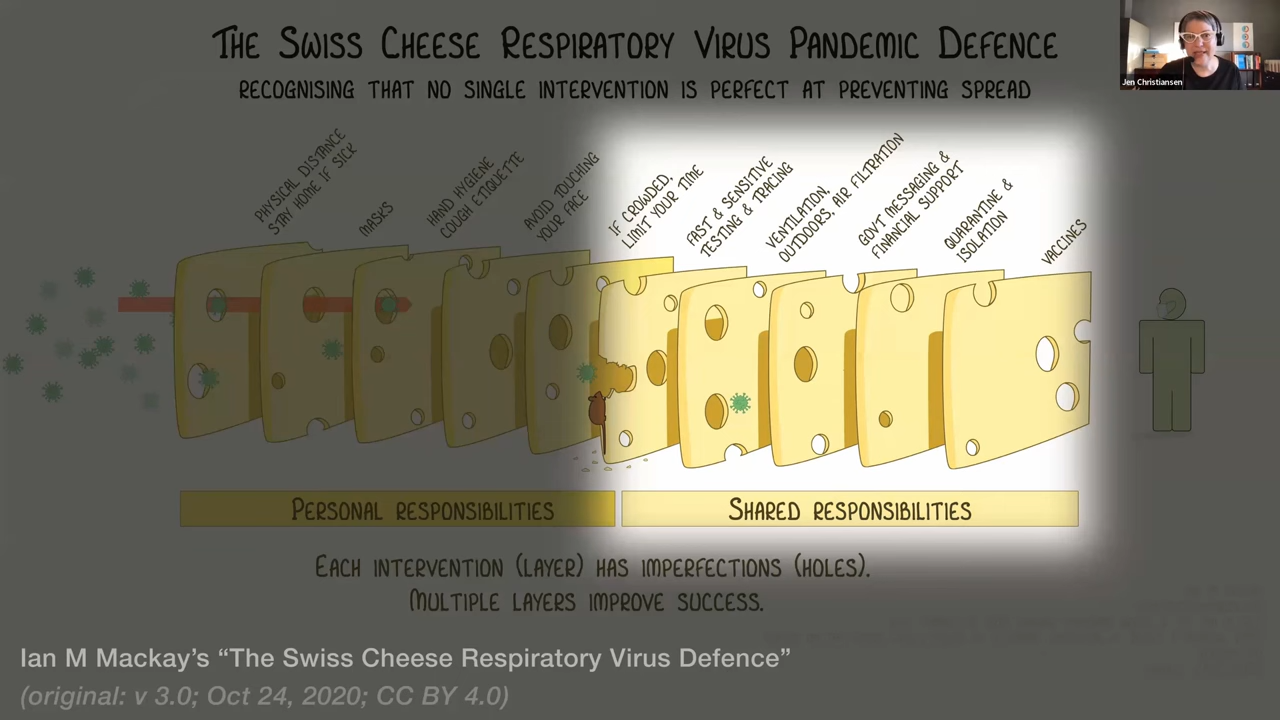 THE SWISS CHEESE RESPIRATORY VIRUS PANDEMIC DEFENCE
RECOGNISING THAT NO SINGLE INTERVENTION IS PERFECT AT PREVENTING SPREAD
Jen Christiansen
PHYSICAL DISTANCE
STAY HOME IF SICK
MASKS
HAND HYGIENE
COUGH ETIQUETTE
AVOID TOUCHING
YOUR FACE
IF CROWDED,
LIMIT YOUR TIME
FAST & SENSITIVE
TESTING & TRACING
VENTILATION,
OUTDOORS, AIR FILTRATION
GOVT MESSAGING &
FINANCIAL SUPPORT
QUARANTINE &
ISOLATION
VACCINES
PERSONAL RESPONSIBILITIES
SHARED RESPONSIBILITIES
EACH INTERVENTION (LAYER) HAS IMPERFECTIONS (HOLES).
MULTIPLE LAYERS IMPROVE SUCCESS.
Ian M Mackay’s “The Swiss Cheese Respiratory Virus Defence”
(original: v 3.0; Oct 24, 2020; CC BY 4.0)